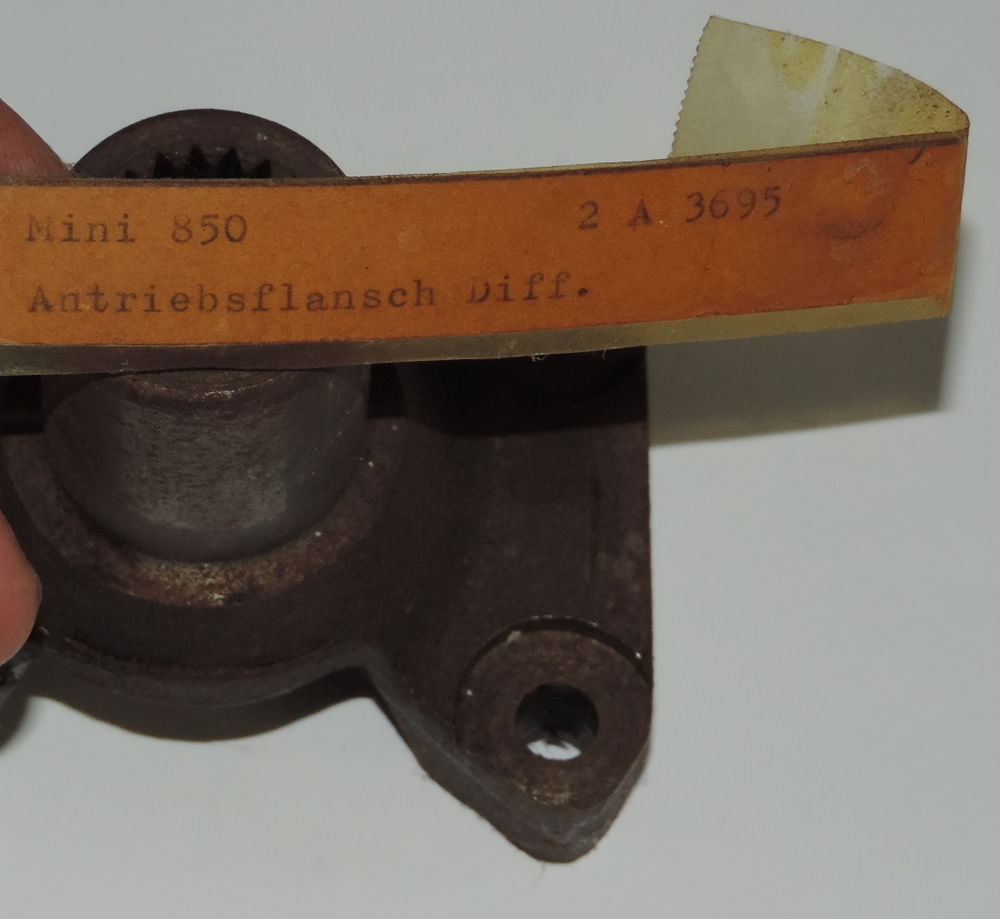 Mini 850 2 A 3695
Antriebsflansch Diff.